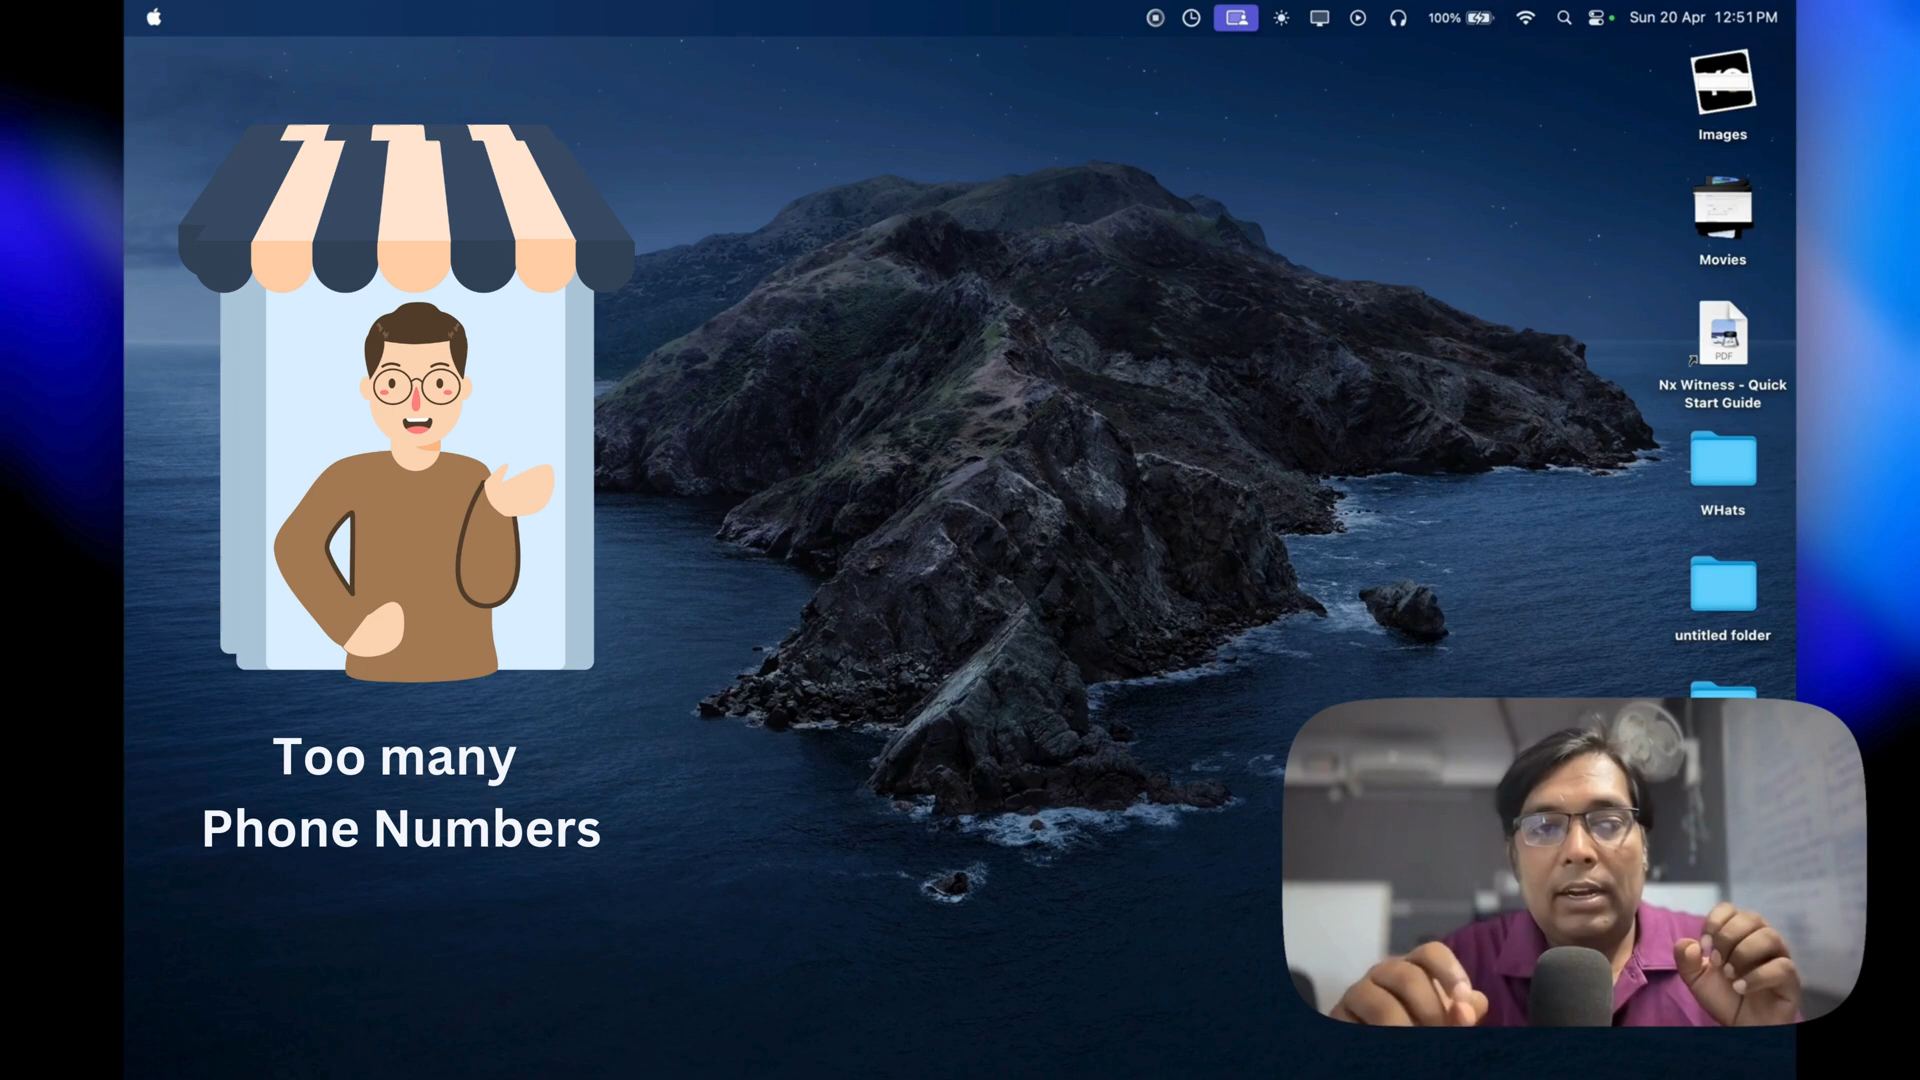 100%
Sun 20 Apr 12:51 PM
Images
Movies
PDF
Nx Witness - Quick
Start Guide
WHats
untitled folder
Too many
Phone Numbers